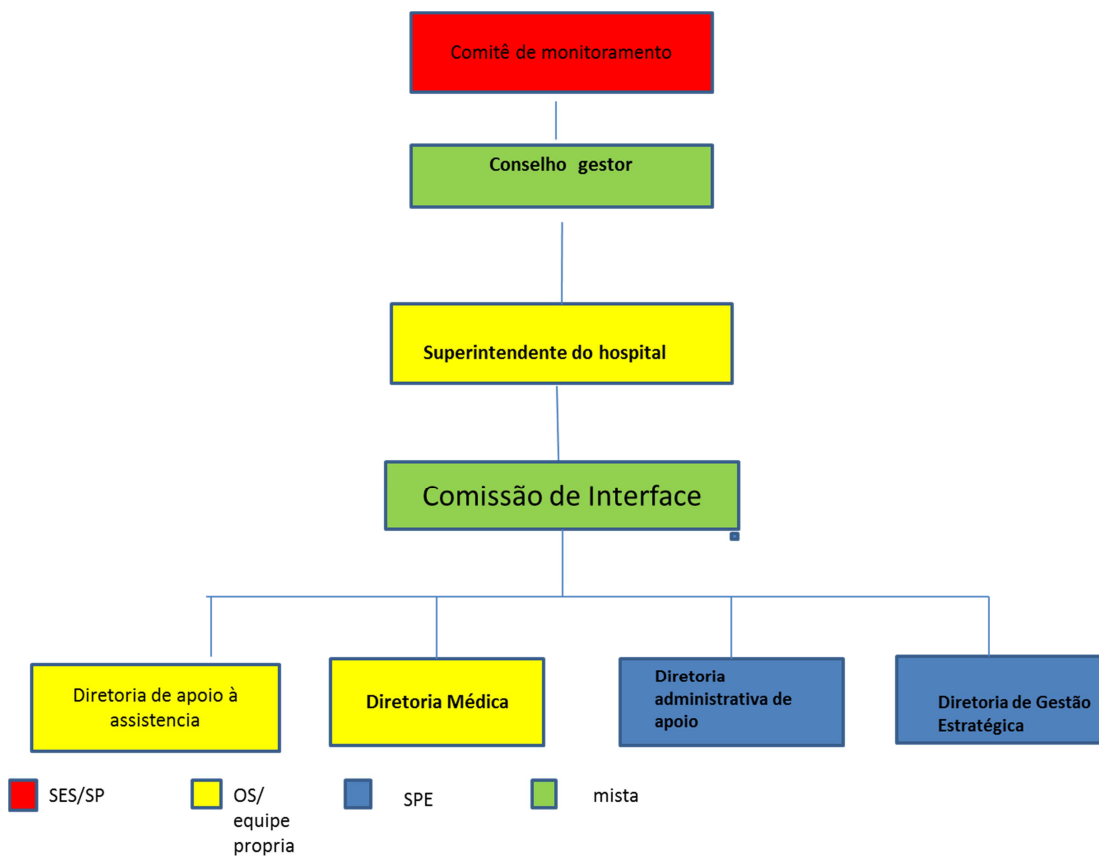 Comitê de monitoramento
Conselho gestor
Superintendente do hospital
Comissão de Interface
Diretoria de apoio à
assistencia
Diretoria Médica
Diretoria
administrativa de
apoio
Diretoria de Gestão
Estratégica
SES/SP
OS/
equipe
propria
SPE
mista